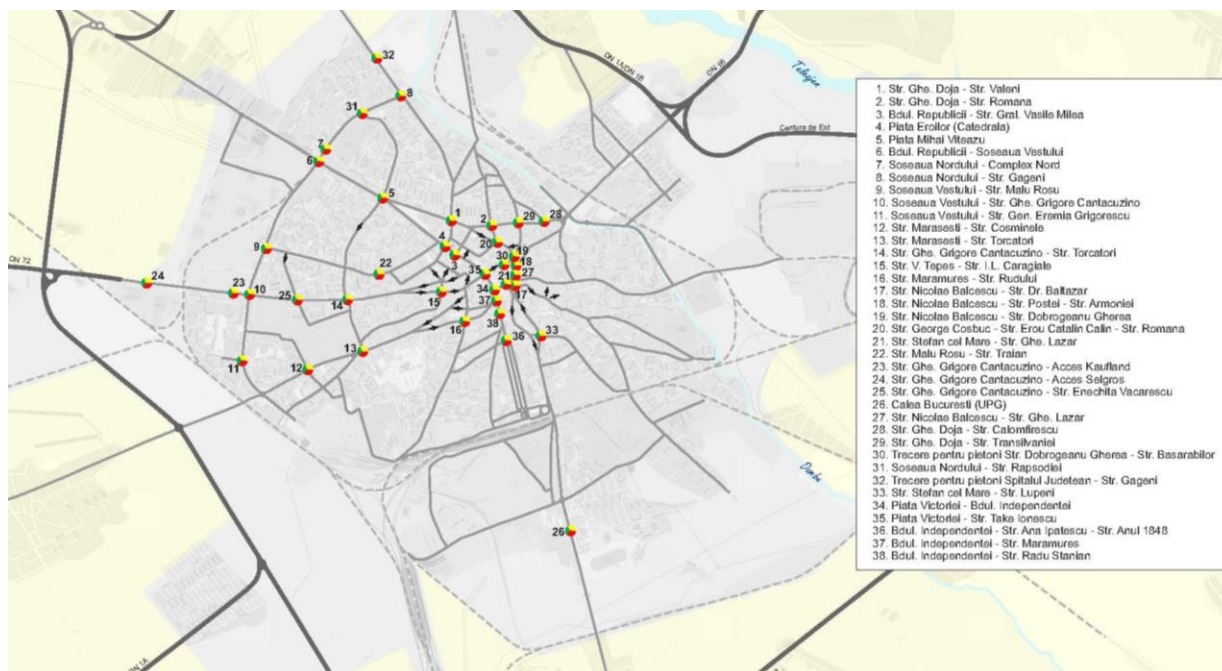 DN 1A/DN 1B
DN 1B
Teleajen
Centura de Est
DN 72
Dambu
DN 1A
32
8
31
7
6
5
1
2
29
28
4
20
3
9
19
30
18
22
35
27
24
21
23
10
25
14
15
34
17
37
38
16
33
36
13
11
12
26
1. Str. Ghe. Doja - Str. Valeni
2. Str. Ghe. Doja - Str. Romana
3. Bdul. Republicii - Str. Gral. Vasile Milea
4. Piata Eroilor (Catedrala)
5. Piata Mihai Viteazu
6. Bdul. Republicii - Soseaua Vestului
7. Soseaua Nordului - Complex Nord
8. Soseaua Nordului - Str. Gageni
9. Soseaua Vestului - Str. Malu Rosu
10. Soseaua Vestului - Str. Ghe. Grigore Cantacuzino
11. Soseaua Vestului - Str. Gen. Eremia Grigorescu
12. Str. Marasesti - Str. Cosminele
13. Str. Marasesti - Str. Torcatori
14. Str. Ghe. Grigore Cantacuzino - Str. Torcatori
15. Str. V. Tepes - Str. I.L. Caragiale
16. Str. Maramures - Str. Rudului
17. Str. Nicolae Balcescu - Str. Dr. Baltazar
18. Str. Nicolae Balcescu - Str. Postei - Str. Armoniei
19. Str. Nicolae Balcescu - Str. Dobrogeanu Gherea
20. Str. George Cosbuc - Str. Erou Catalin Calin - Str. Romana
21. Str. Stefan cel Mare - Str. Ghe. Lazar
22. Str. Malu Rosu - Str. Traian
23. Str. Ghe. Grigore Cantacuzino - Acces Kaufland
24. Str. Ghe. Grigore Cantacuzino - Acces Selgros
25. Str. Ghe. Grigore Cantacuzino - Str. Enechita Vacarescu
26. Calea Bucuresti (UPG)
27. Str. Nicolae Balcescu - Str. Ghe. Lazar
28. Str. Ghe. Doja - Str. Calomfirescu
29. Str. Ghe. Doja - Str. Transilvaniei
30. Trecere pentru pietoni Str. Dobrogeanu Gherea - Str. Basarabilor
31. Soseaua Nordului - Str. Rapsodiei
32. Trecere pentru pietoni Spitalul Judetean - Str. Gageni
33. Str. Stefan cel Mare - Str. Lupeni
34. Piata Victoriei - Bdul. Independentei
35. Piata Victoriei - Str. Take Ionescu
36. Bdul. Independentei - Str. Ana Ipatescu - Str. Anul 1848
37. Bdul. Independentei - Str. Maramures
38. Bdul. Independentei - Str. Radu Stanian